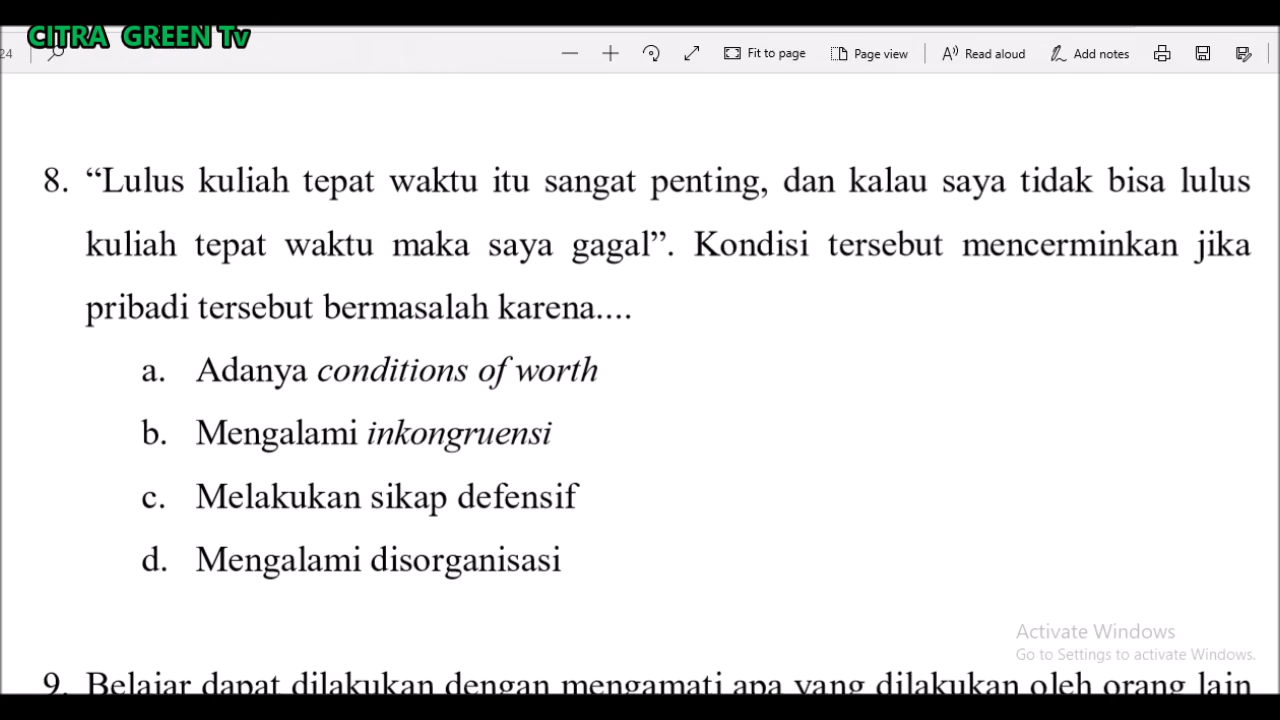 CITRA GREEN Tv
24
Fit to page
Page view
Read aloud
Add notes
8. “Lulus kuliah tepat waktu itu sangat penting, dan kalau saya tidak bisa lulus
kuliah tepat waktu maka saya gagal”. Kondisi tersebut mencerminkan jika
pribadi tersebut bermasalah karena....
a. Adanya conditions of worth
b. Mengalami inkongruensi
c. Melakukan sikap defensif
d. Mengalami disorganisasi
Activate Windows
Go to Settings to activate Windows.
9. Belajar dapat dilakukan dengan mengamati apa yang dilakukan oleh orang lain